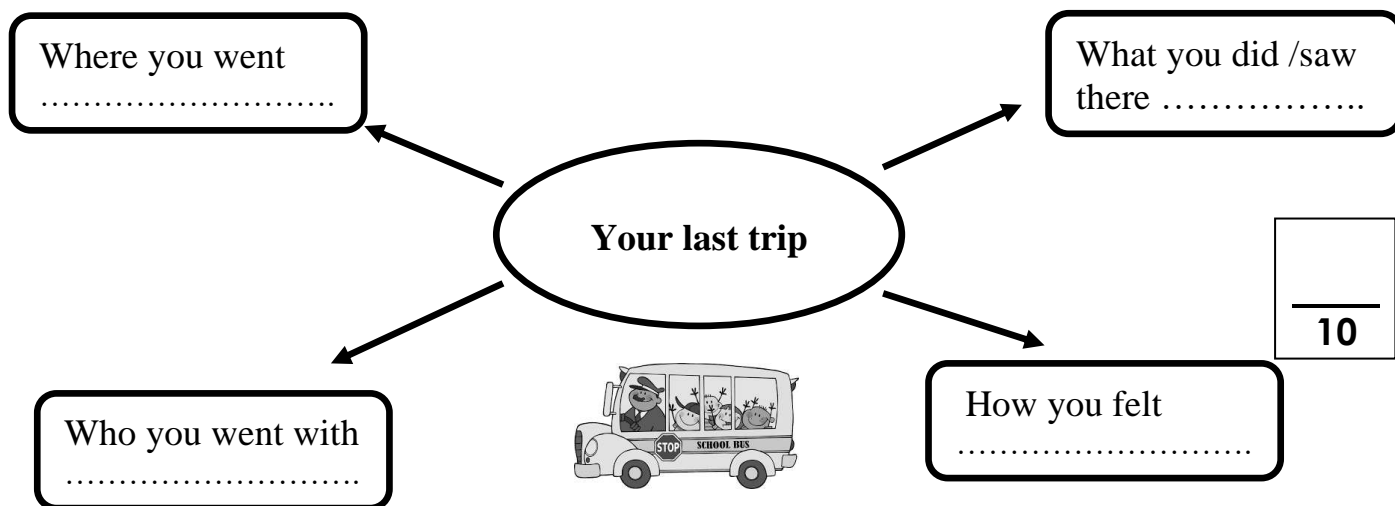 Where you went
………………………..
What you did /saw
there ……………..
Your last trip
10
Who you went with
………………………..
STOP
SCHOOL BUS
How you felt
………………………..